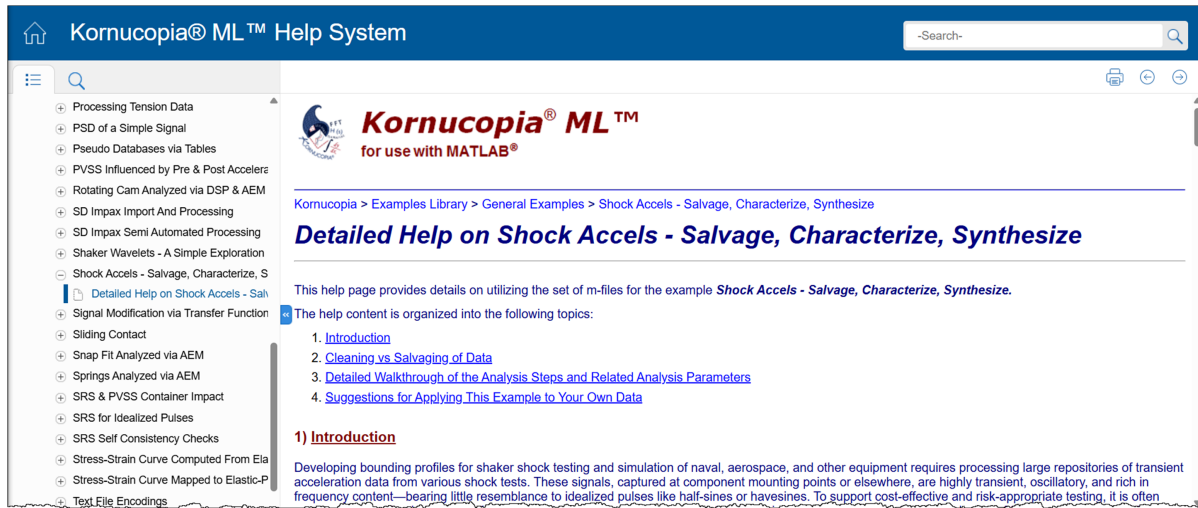 Kornucopia® ML™ Help System
-Search-
Processing Tension Data
PSD of a Simple Signal
Pseudo Databases via Tables
PVSS Influenced by Pre & Post Accelera
Rotating Cam Analyzed via DSP & AEM
SD Impax Import And Processing
SD Impax Semi Automated Processing
Shaker Wavelets - A Simple Exploration
Shock Accels - Salvage, Characterize, S
Detailed Help on Shock Accels - Salv
Signal Modification via Transfer Function
Sliding Contact
Snap Fit Analyzed via AEM
Springs Analyzed via AEM
SRS & PVSS Container Impact
SRS for Idealized Pulses
SRS Self Consistency Checks
Stress-Strain Curve Computed From Ela
Stress-Strain Curve Mapped to Elastic-P
Text File Encodings
Kornucopia® ML™
for use with MATLAB®
Kornucopia > Examples Library > General Examples > Shock Accels - Salvage, Characterize, Synthesize
Detailed Help on Shock Accels - Salvage, Characterize, Synthesize
This help page provides details on utilizing the set of m-files for the example Shock Accels - Salvage, Characterize, Synthesize.
The help content is organized into the following topics:
1. Introduction
2. Cleaning vs Salvaging of Data
3. Detailed Walkthrough of the Analysis Steps and Related Analysis Parameters
4. Suggestions for Applying This Example to Your Own Data
1) Introduction
Developing bounding profiles for shaker shock testing and simulation of naval, aerospace, and other equipment requires processing large repositories of transient
acceleration data from various shock tests. These signals, captured at component mounting points or elsewhere, are highly transient, oscillatory, and rich in
frequency content—bearing little resemblance to idealized pulses like half-sines or havesines. To support cost-effective and risk-appropriate testing, it is often